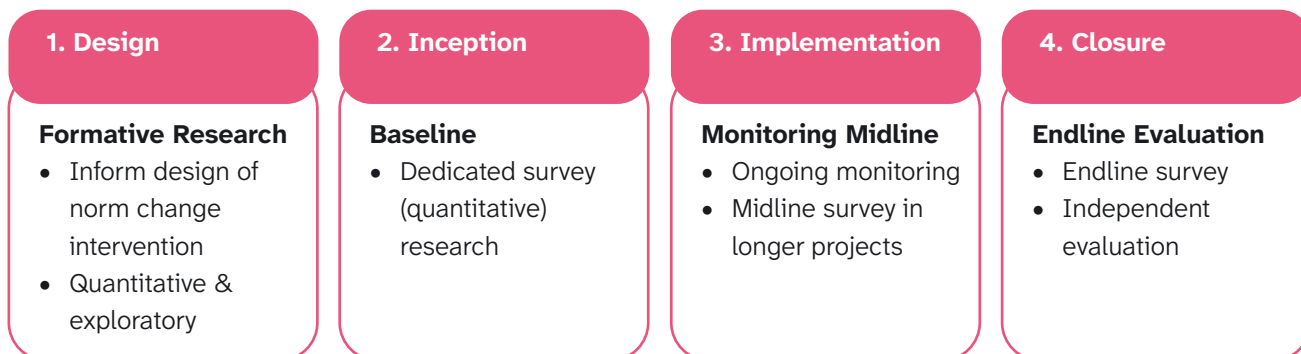 1. Design
Formative Research
• Inform design of
norm change
intervention
• Quantitative &
exploratory
2. Inception
Baseline
• Dedicated survey
(quantitative)
research
3. Implementation
Monitoring Midline
• Ongoing monitoring
• Midline survey in
longer projects
4. Closure
Endline Evaluation
• Endline survey
• Independent
evaluation